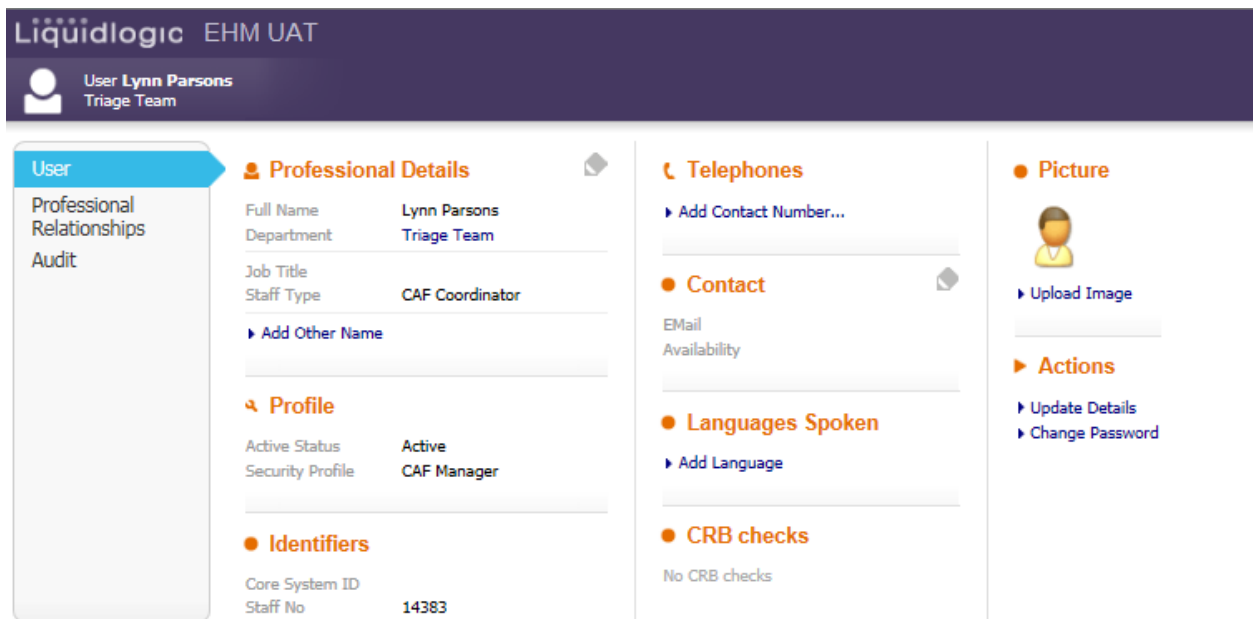 Liquidlogic EHM UAT
User Lynn Parsons
Triage Team
User
Professional
Relationships
Audit
Professional Details
Full Name Lynn Parsons
Department Triage Team
Job Title
Staff Type CAF Coordinator
Add Other Name
Profile
Active Status Active
Security Profile CAF Manager
Identifiers
Core System ID
Staff No 14383
Telephones
Add Contact Number...
Contact
EMail
Availability
Languages Spoken
Add Language
CRB checks
No CRB checks
Picture
Upload Image
Actions
Update Details
Change Password